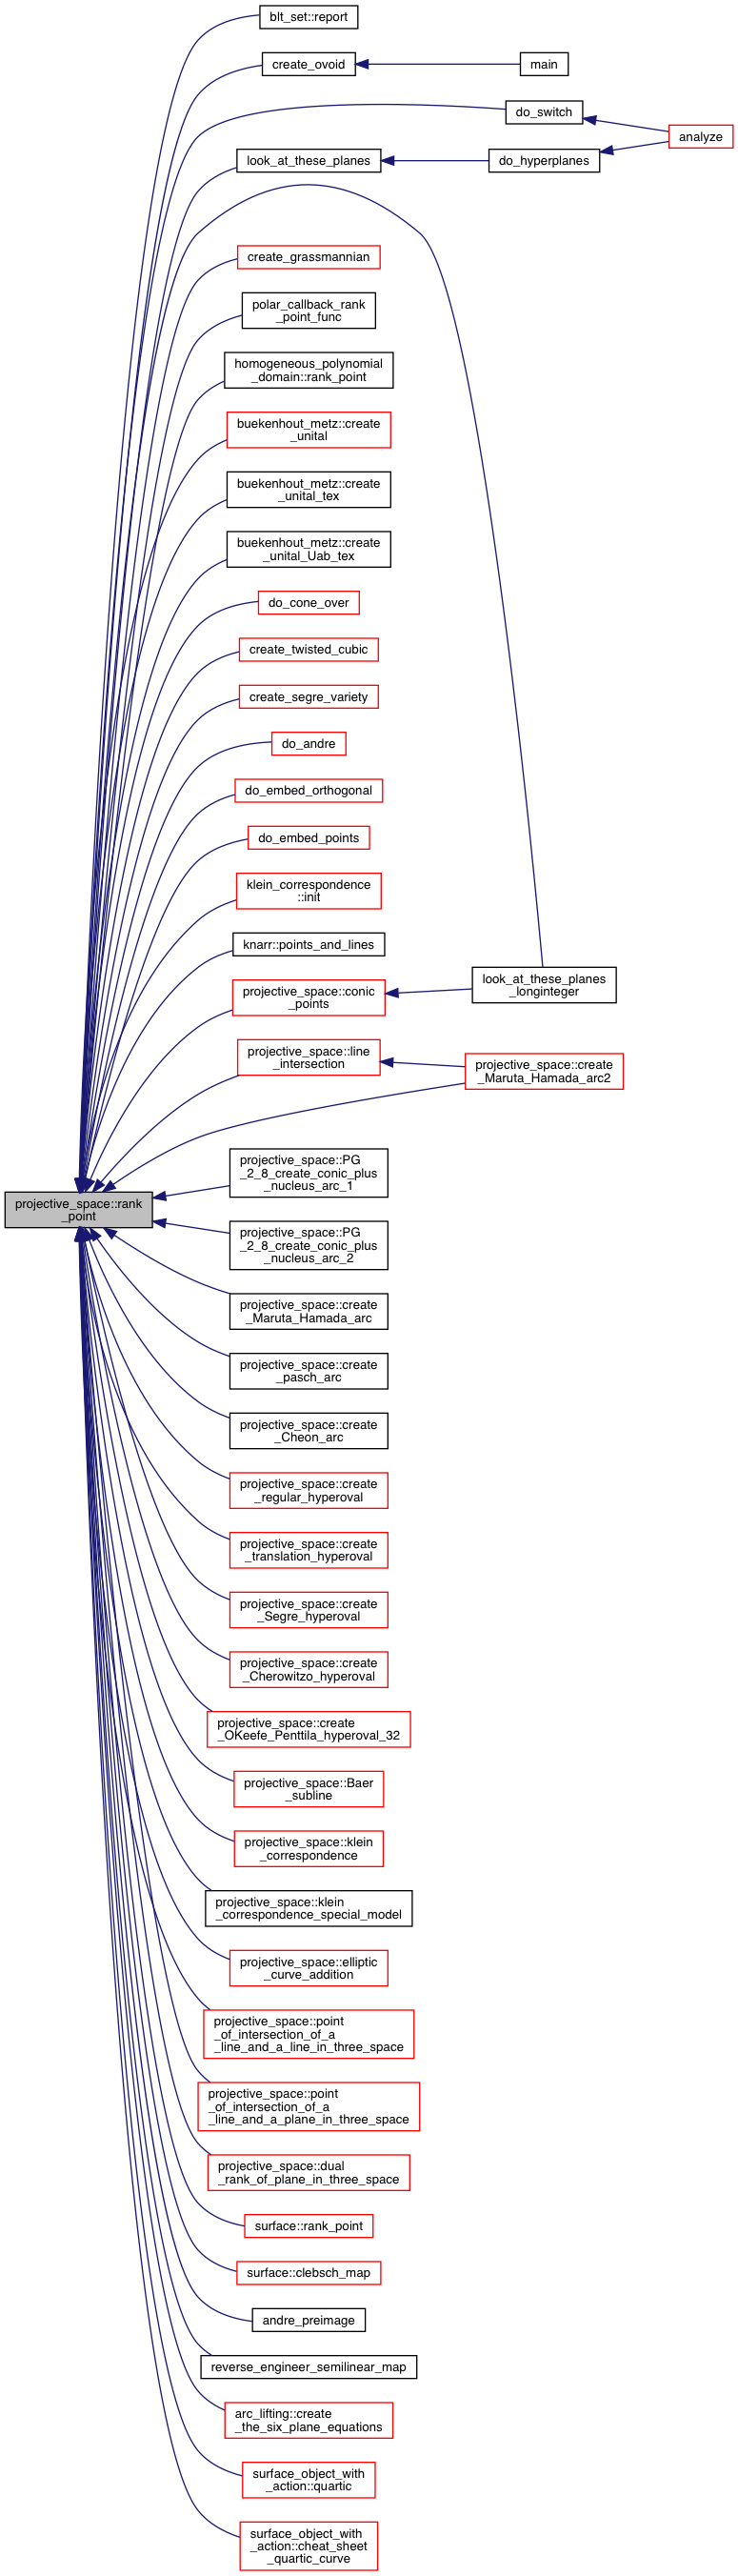 blt_set::report
create_ovoid
main
do_switch
analyze
look_at_these_planes
do_hyperplanes
create_grassmannian
polar_callback_rank
_point_func
homogeneous_polynomial
_domain::rank_point
buekenhout_metz::create
_unital
buekenhout_metz::create
_unital_tex
buekenhout_metz::create
_unital_Uab_tex
do_cone_over
create_twisted_cubic
create_segre_variety
do_andre
do_embed_orthogonal
do_embed_points
klein_correspondence
::init
knarr::points_and_lines
projective_space::conic
_points
look_at_these_planes
_longinteger
projective_space::line
_intersection
projective_space::create
_Maruta_Hamada_arc2
projective_space::PG
_2_8_create_conic_plus
_nucleus_arc_1
projective_space::rank
_point
projective_space::PG
_2_8_create_conic_plus
_nucleus_arc_2
projective_space::create
_Maruta_Hamada_arc
projective_space::create
_pasch_arc
projective_space::create
_Cheon_arc
projective_space::create
_regular_hyperoval
projective_space::create
_translation_hyperoval
projective_space::create
_Segre_hyperoval
projective_space::create
_Cherowitzo_hyperoval
projective_space::create
_OKeefe_Penttila_hyperoval_32
projective_space::Baer
_subline
projective_space::klein
_correspondence
projective_space::klein
_correspondence_special_model
projective_space::elliptic
_curve_addition
projective_space::point
_of_intersection_of_a
_line_and_a_line_in_three_space
projective_space::point
_of_intersection_of_a
_line_and_a_plane_in_three_space
projective_space::dual
_rank_of_plane_in_three_space
surface::rank_point
surface::clebsch_map
andre_preimage
reverse_engineer_semilinear_map
arc_lifting::create
_the_six_plane_equations
surface_object_with
_action::quartic
surface_object_with
_action::cheat_sheet
_quartic_curve